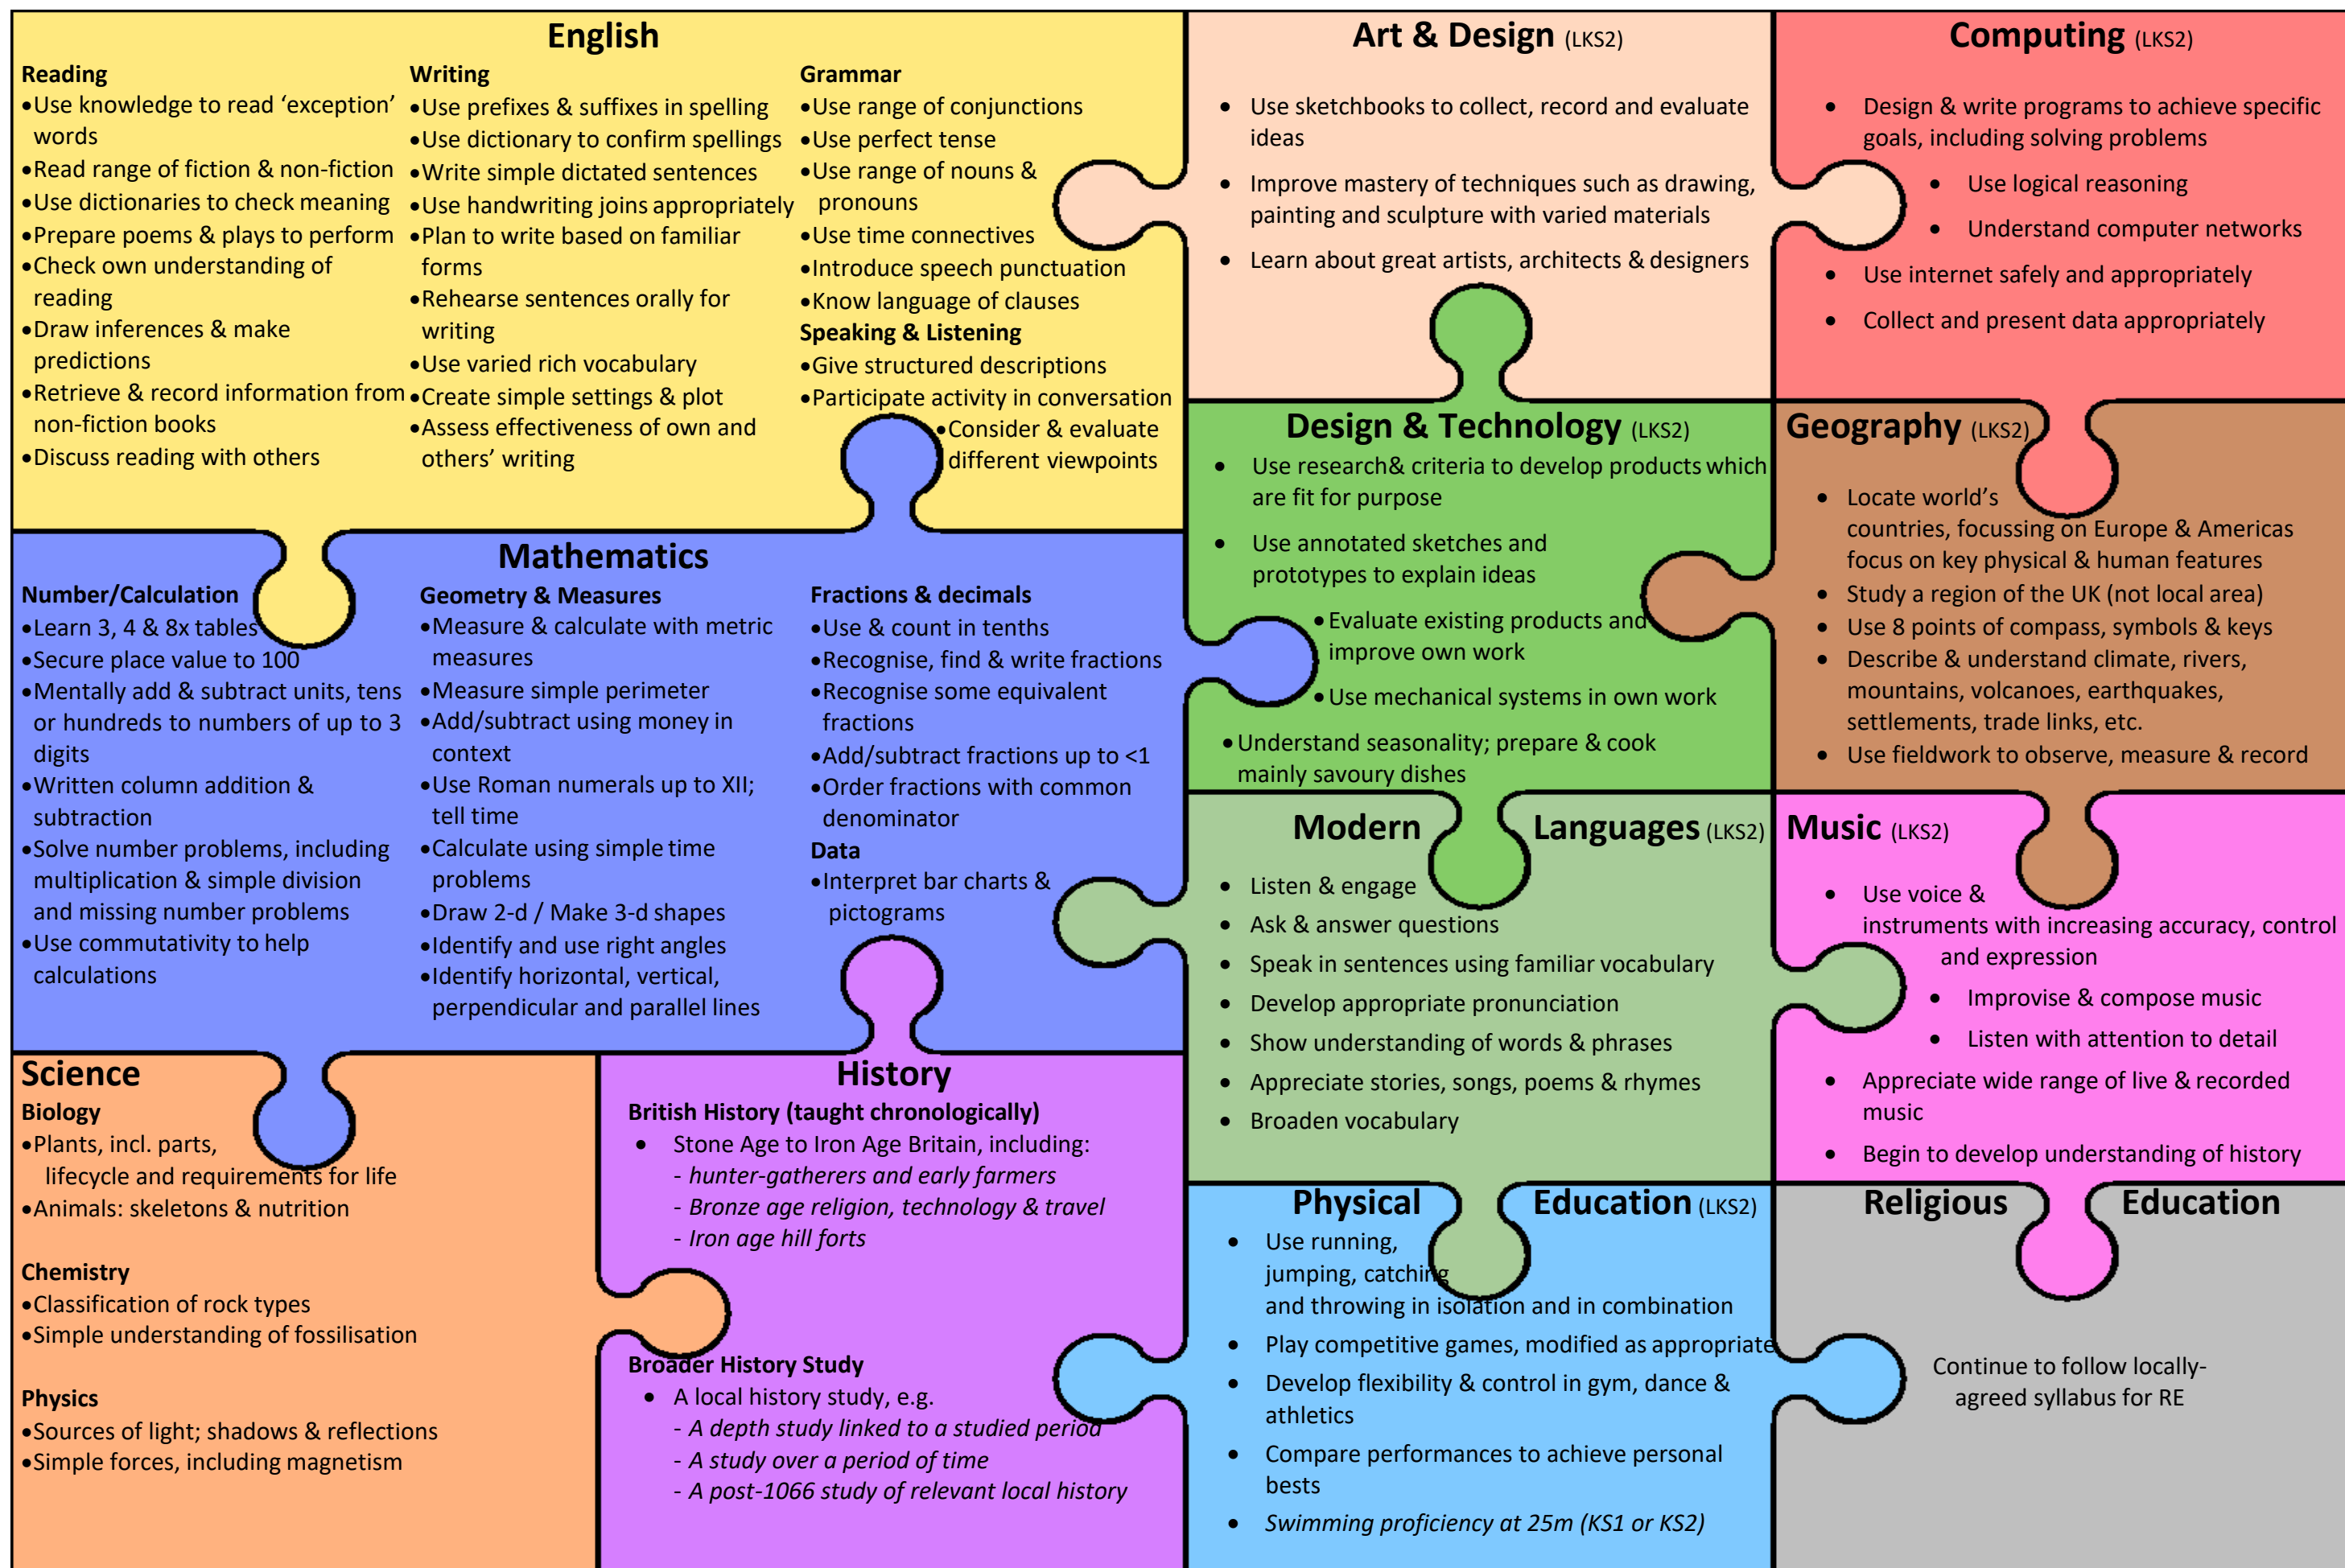 English
Reading
•Use knowledge to read ‘exception’
words
•Read range of fiction & non-fiction
•Use dictionaries to check meaning
•Prepare poems & plays to perform
•Check own understanding of
reading
•Draw inferences & make
predictions
•Retrieve & record information from
non-fiction books
•Discuss reading with others
Writing
•Use prefixes & suffixes in spelling
•Use dictionary to confirm spellings
•Write simple dictated sentences
•Use handwriting joins appropriately
•Plan to write based on familiar
forms
•Rehearse sentences orally for
writing
•Use varied rich vocabulary
•Create simple settings & plot
•Assess effectiveness of own and
others’ writing
Grammar
•Use range of conjunctions
•Use perfect tense
•Use range of nouns &
pronouns
•Use time connectives
•Introduce speech punctuation
•Know language of clauses
Speaking & Listening
•Give structured descriptions
•Participate activity in conversation
•Consider & evaluate
different viewpoints
Art & Design (LKS2)
• Use sketchbooks to collect, record and evaluate
ideas
• Improve mastery of techniques such as drawing,
painting and sculpture with varied materials
• Learn about great artists, architects & designers
Computing (LKS2)
• Design & write programs to achieve specific
goals, including solving problems
• Use logical reasoning
• Understand computer networks
• Use internet safely and appropriately
• Collect and present data appropriately
Mathematics
Number/Calculation
•Learn 3, 4 & 8x tables
•Secure place value to 100
•Mentally add & subtract units, tens
or hundreds to numbers of up to 3
digits
•Written column addition &
subtraction
•Solve number problems, including
multiplication & simple division
and missing number problems
•Use commutativity to help
calculations
Geometry & Measures
•Measure & calculate with metric
measures
•Measure simple perimeter
•Add/subtract using money in
context
•Use Roman numerals up to XII;
tell time
•Calculate using simple time
problems
•Draw 2-d / Make 3-d shapes
•Identify and use right angles
•Identify horizontal, vertical,
perpendicular and parallel lines
Fractions & decimals
•Use & count in tenths
•Recognise, find & write fractions
•Recognise some equivalent
fractions
•Add/subtract fractions up to <1
•Order fractions with common
denominator
Data
•Interpret bar charts &
pictograms
Design & Technology (LKS2)
• Use research& criteria to develop products which
are fit for purpose
• Use annotated sketches and
prototypes to explain ideas
•Evaluate existing products and
improve own work
•Use mechanical systems in own work
•Understand seasonality; prepare & cook
mainly savoury dishes
Geography (LKS2)
• Locate world’s
countries, focussing on Europe & Americas
focus on key physical & human features
• Study a region of the UK (not local area)
• Use 8 points of compass, symbols & keys
• Describe & understand climate, rivers,
mountains, volcanoes, earthquakes,
settlements, trade links, etc.
• Use fieldwork to observe, measure & record
Modern Languages (LKS2)
• Listen & engage
• Ask & answer questions
• Speak in sentences using familiar vocabulary
• Develop appropriate pronunciation
• Show understanding of words & phrases
• Appreciate stories, songs, poems & rhymes
• Broaden vocabulary
Music (LKS2)
• Use voice &
instruments with increasing accuracy, control
and expression
• Improvise & compose music
• Listen with attention to detail
• Appreciate wide range of live & recorded
music
• Begin to develop understanding of history
Science
Biology
•Plants, incl. parts,
lifecycle and requirements for life
•Animals: skeletons & nutrition
Chemistry
•Classification of rock types
•Simple understanding of fossilisation
Physics
•Sources of light; shadows & reflections
•Simple forces, including magnetism
History
British History (taught chronologically)
• Stone Age to Iron Age Britain, including:
- hunter-gatherers and early farmers
- Bronze age religion, technology & travel
- Iron age hill forts
Broader History Study
• A local history study, e.g.
- A depth study linked to a studied period
- A study over a period of time
- A post-1066 study of relevant local history
Physical Education (LKS2)
• Use running,
jumping, catching
and throwing in isolation and in combination
• Play competitive games, modified as appropriate
• Develop flexibility & control in gym, dance &
athletics
• Compare performances to achieve personal
bests
• Swimming proficiency at 25m (KS1 or KS2)
Religious Education
Continue to follow locally-
agreed syllabus for RE